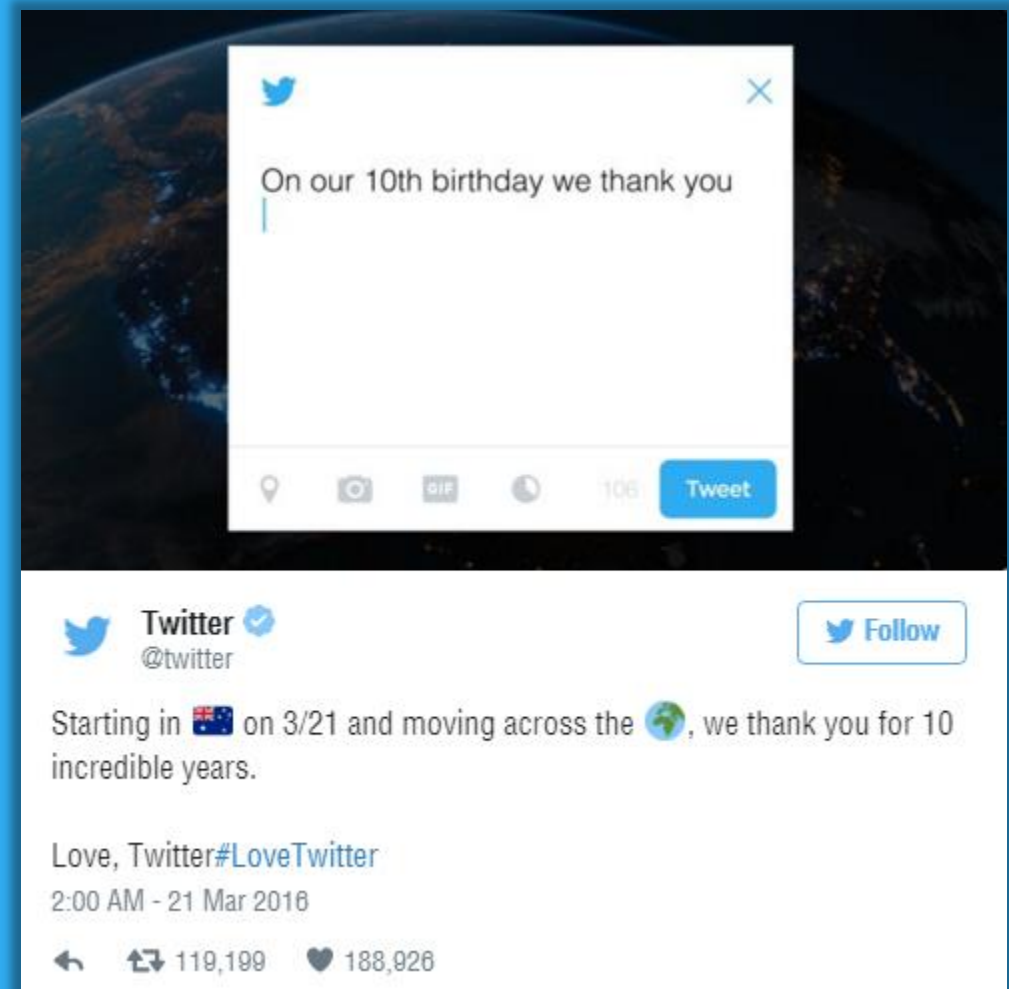 On our 10th birthday we thank you
GIF
106
Tweet
Twitter
@twitter
Follow
Starting in 🇦🇺 on 3/21 and moving across the 🌍, we thank you for 10
incredible years.
Love, Twitter#LoveTwitter
2:00 AM - 21 Mar 2016
119,199 188,926